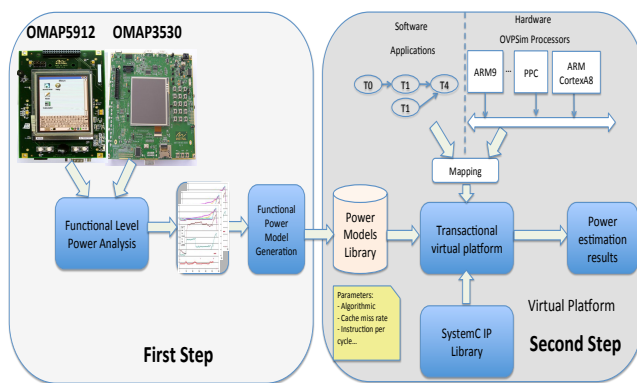 OMAP5912
OMAP3530
Functional Level
Power Analysis
Functional
Power
Model
Generation
First Step
Software
Applications
T0
T1
T4
T1
Hardware
OVPSim Processors
ARM9
...
PPC
ARM
CortexA8
Mapping
Power
Models
Library
Transactional
virtual platform
Power
estimation
results
Parameters:
- Algorithmic
- Cache miss rate
- Instruction per
cycle...
SystemC IP
Library
Virtual Platform
Second Step